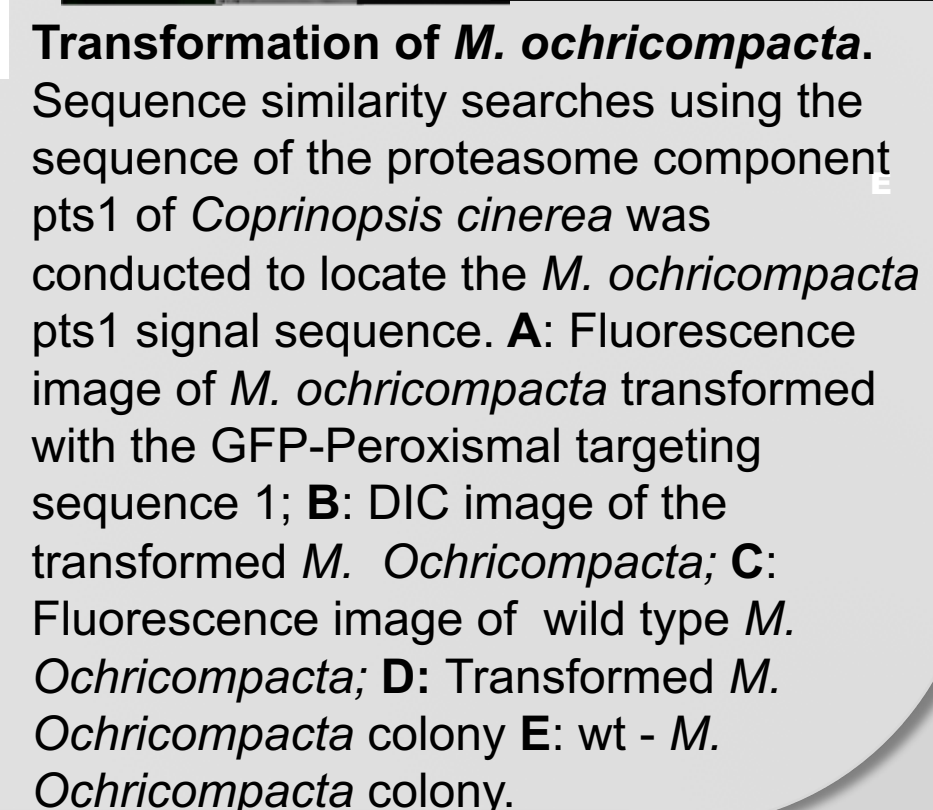 Transformation of M. ochricompacta.
Sequence similarity searches using the
sequence of the proteasome component
E
pts1 of Coprinopsis cinerea was
conducted to locate the M. ochricompacta
pts1 signal sequence. A: Fluorescence
image of M. ochricompacta transformed
with the GFP-Peroxismal targeting
sequence 1; B: DIC image of the
transformed M. Ochricompacta; C:
Fluorescence image of wild type M.
Ochricompacta; D: Transformed M.
Ochricompacta colony E: wt - M.
Ochricompacta colony.